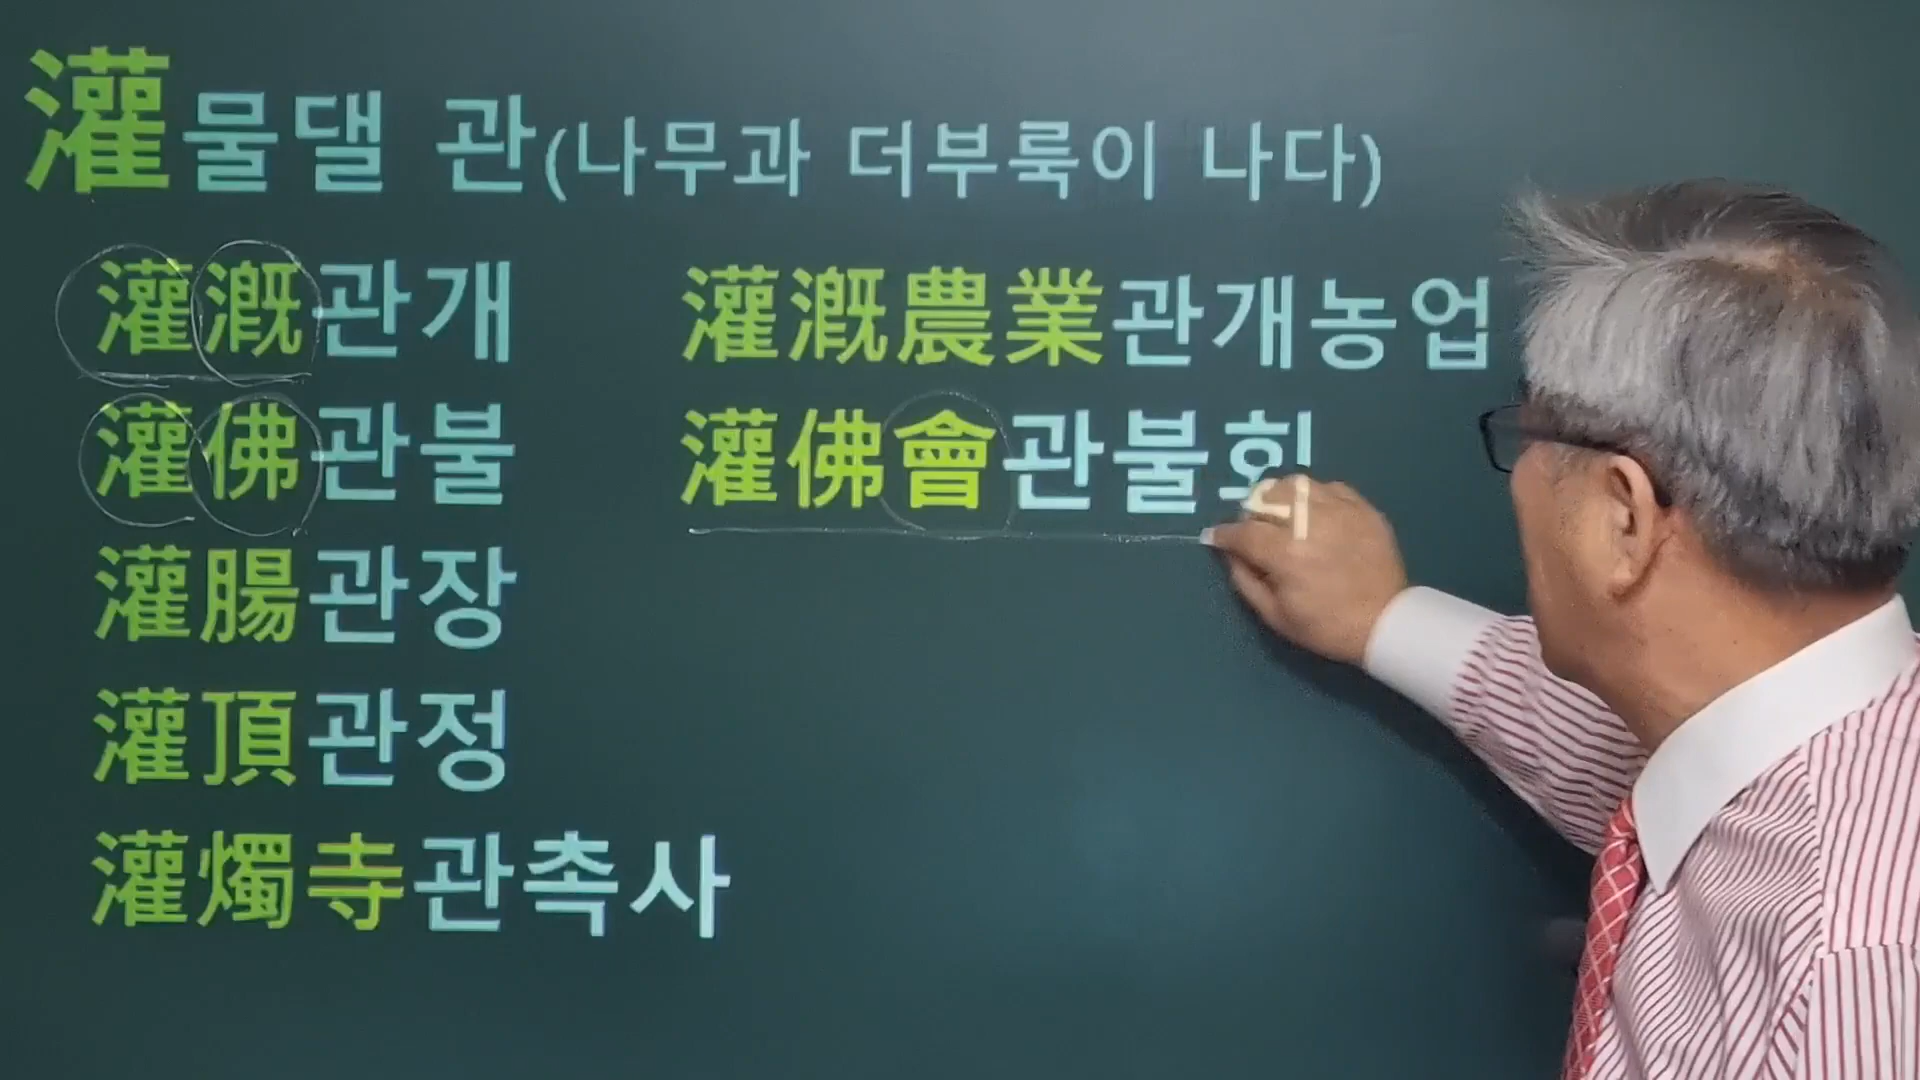 灌물댈 관(나무과 더부룩이 나다)
灌漑관개 灌漑農業관개농업
灌佛관불 灌佛會관불회
灌腸관장
灌頂관정
灌燭寺관촉사